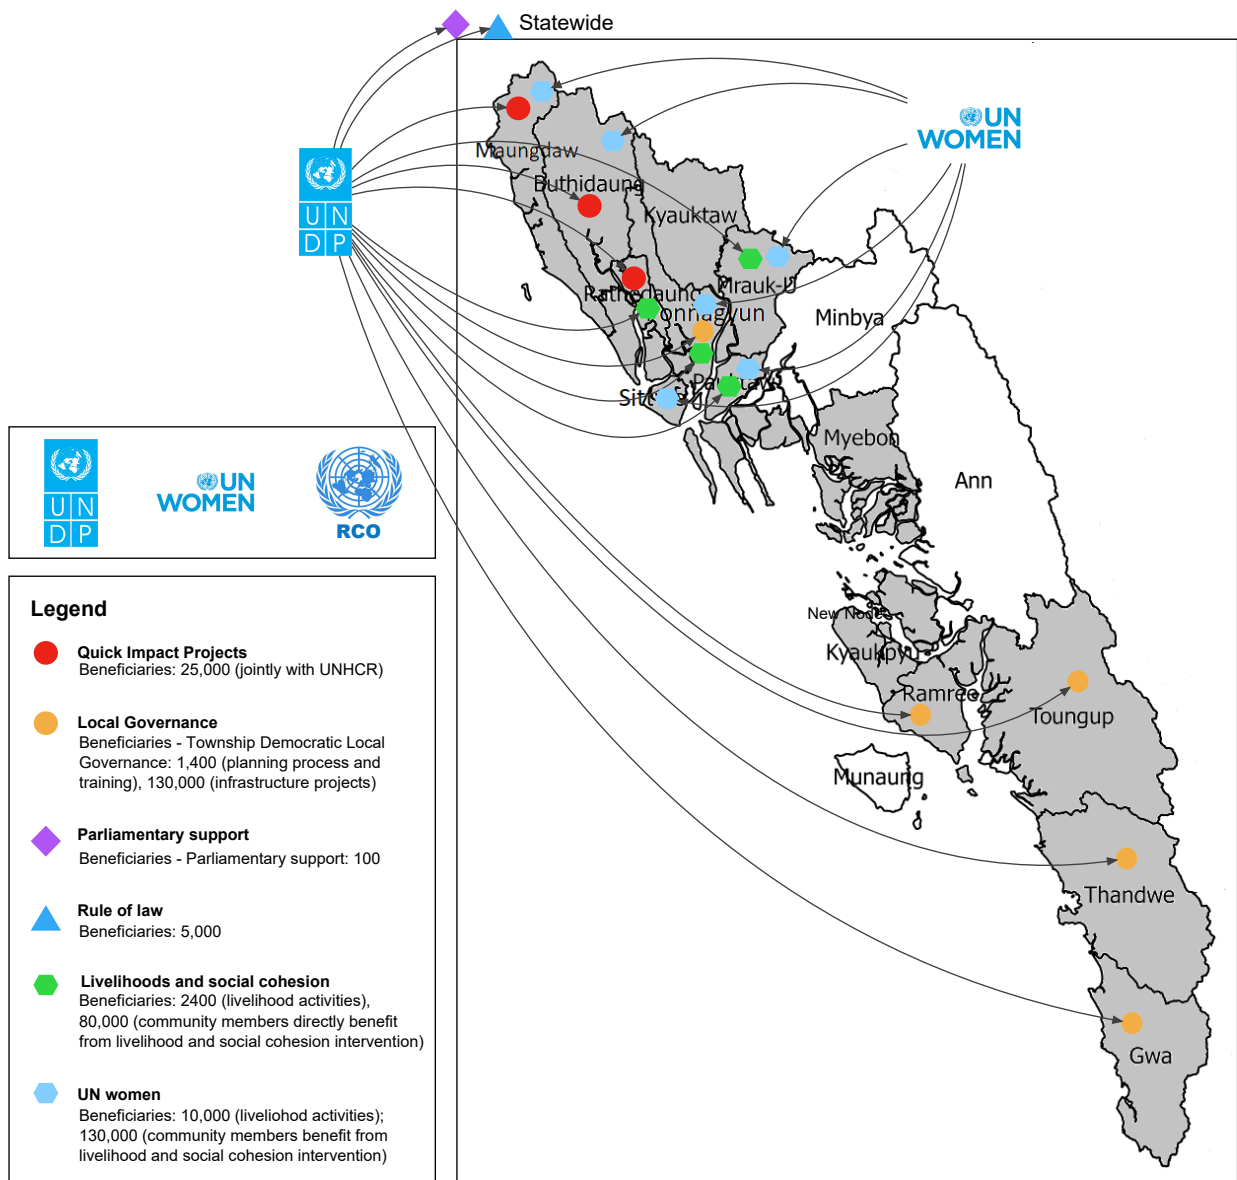 Statewide
UN
WOMEN
UN
DP
Maungdaw
Buthidaung
Kyauktaw
Mrauk-U
Rathedaung
onnagyun
Minbya
Pauktaw
Myebon
Ann
New Node
Kyaukpyu
Ramree
Toungup
Munaung
Thandwe
Gwa
UN
DP
UN
WOMEN
RCO
Legend
Quick Impact Projects
Beneficiaries: 25,000 (jointly with UNHCR)
Local Governance
Beneficiaries - Township Democratic Local
Governance: 1,400 (planning process and
training), 130,000 (infrastructure projects)
Parliamentary support
Beneficiaries - Parliamentary support: 100
Rule of law
Beneficiaries: 5,000
Livelihoods and social cohesion
Beneficiaries: 2400 (livelihood activities),
80,000 (community members directly benefit
from livelihood and social cohesion intervention)
UN women
Beneficiaries: 10,000 (liveliohod activities);
130,000 (community members benefit from
livelihood and social cohesion intervention)